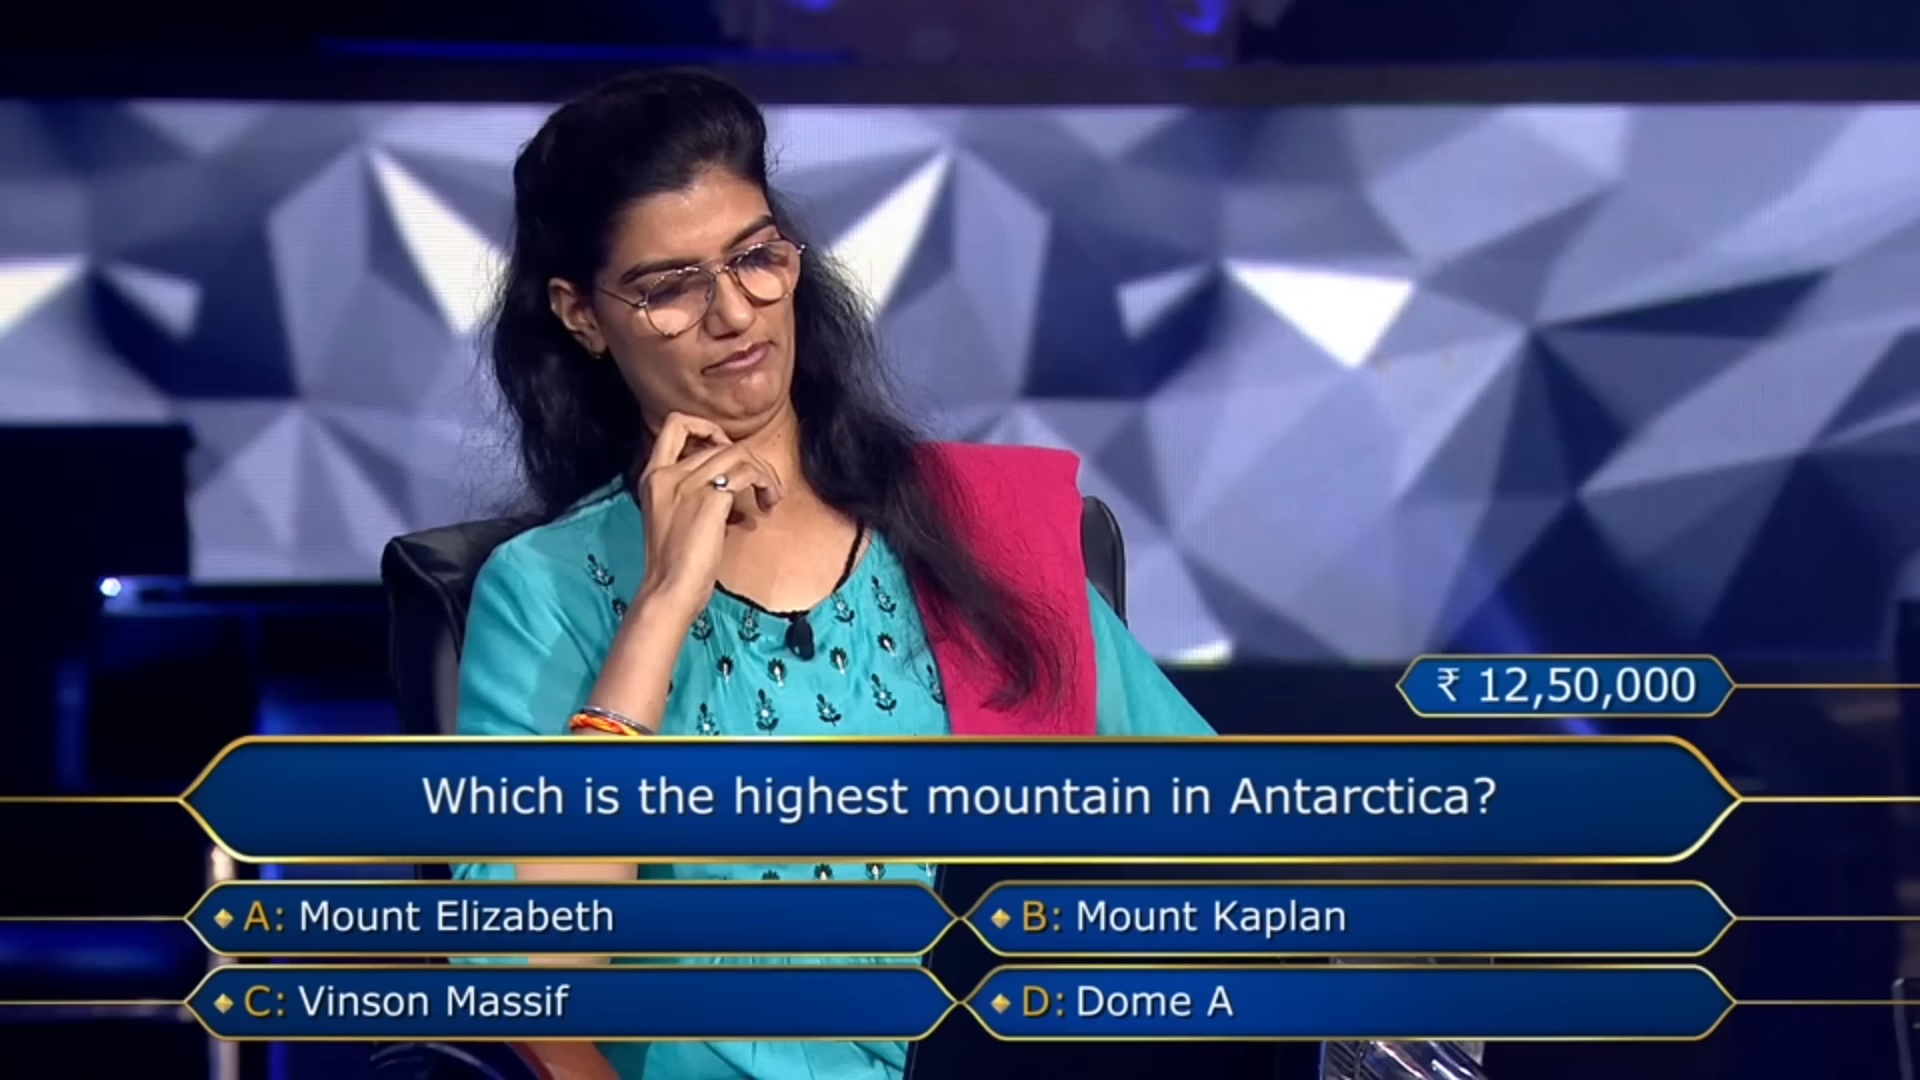 ₹ 12,50,000
Which is the highest mountain in Antarctica?
A: Mount Elizabeth
B: Mount Kaplan
C: Vinson Massif
D: Dome A